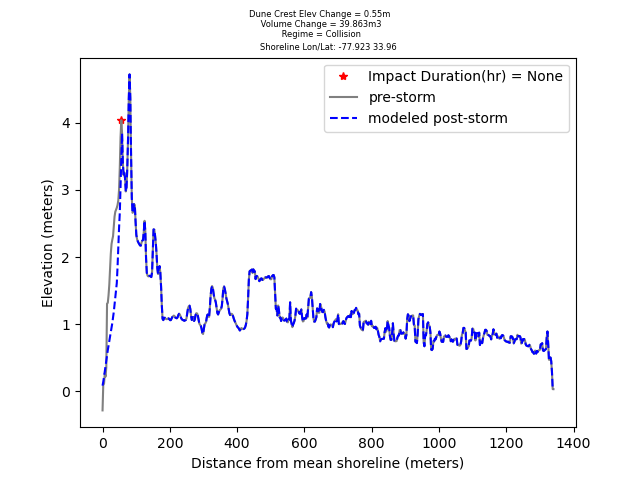 Dune Crest Elev Change = 0.55m
Volume Change = 39.863m3
Regime = Collision
Shoreline Lon/Lat: -77.923 33.96
Impact Duration(hr) = None
pre-storm
modeled post-storm
Elevation (meters)
4
3
2
1
0
0 200 400 600 800 1000 1200 1400
Distance from mean shoreline (meters)